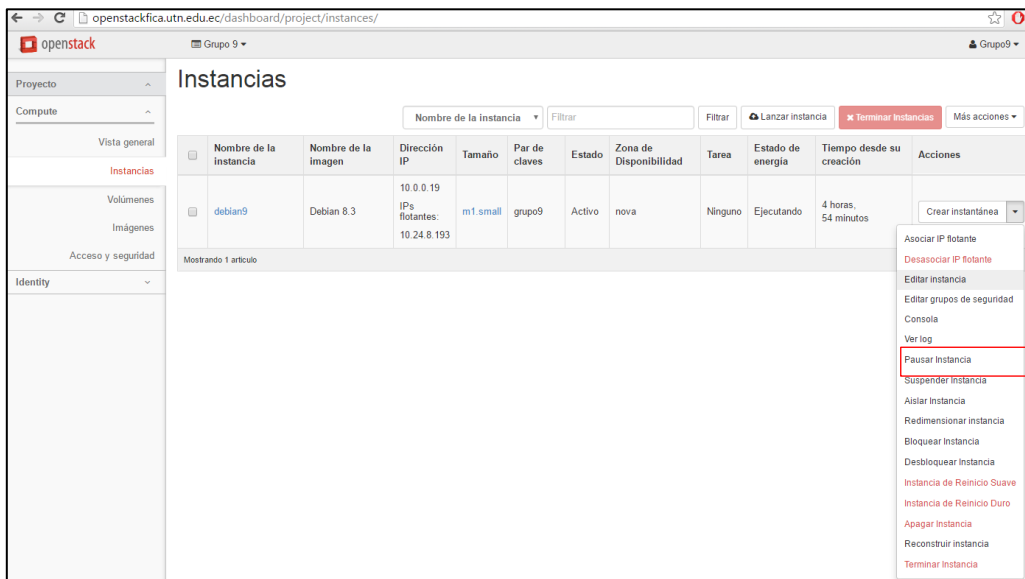 openstackfica.utn.edu.ec/dashboard/project/instances/
openstack
Grupo 9
Grupo9
Proyecto
Compute
Vista general
Instancias
Volúmenes
Imágenes
Acceso y seguridad
Identity
Instancias
Nombre de la instancia
Filtrar
Filtrar
Lanzar instancia
Terminar Instancias
Más acciones
Nombre de la
instancia
Nombre de la
imagen
Dirección
IP
Tamaño
Par de
claves
Estado
Zona de
Disponibilidad
Tarea
Estado de
energía
Tiempo desde su
creación
Acciones
debian9
Debian 8.3
10.0.0.19
IPs
flotantes:
10.24.8.193
m1.small
grupo9
Activo
nova
Ninguno
Ejecutando
4 horas,
54 minutos
Crear instantánea
Mostrando 1 articulo
Asociar IP flotante
Desasociar IP flotante
Editar instancia
Editar grupos de seguridad
Consola
Ver log
Pausar Instancia
Suspender Instancia
Aislar Instancia
Redimensionar instancia
Bloquear Instancia
Desbloquear Instancia
Instancia de Reinicio Suave
Instancia de Reinicio Duro
Apagar Instancia
Reconstruir instancia
Terminar Instancia